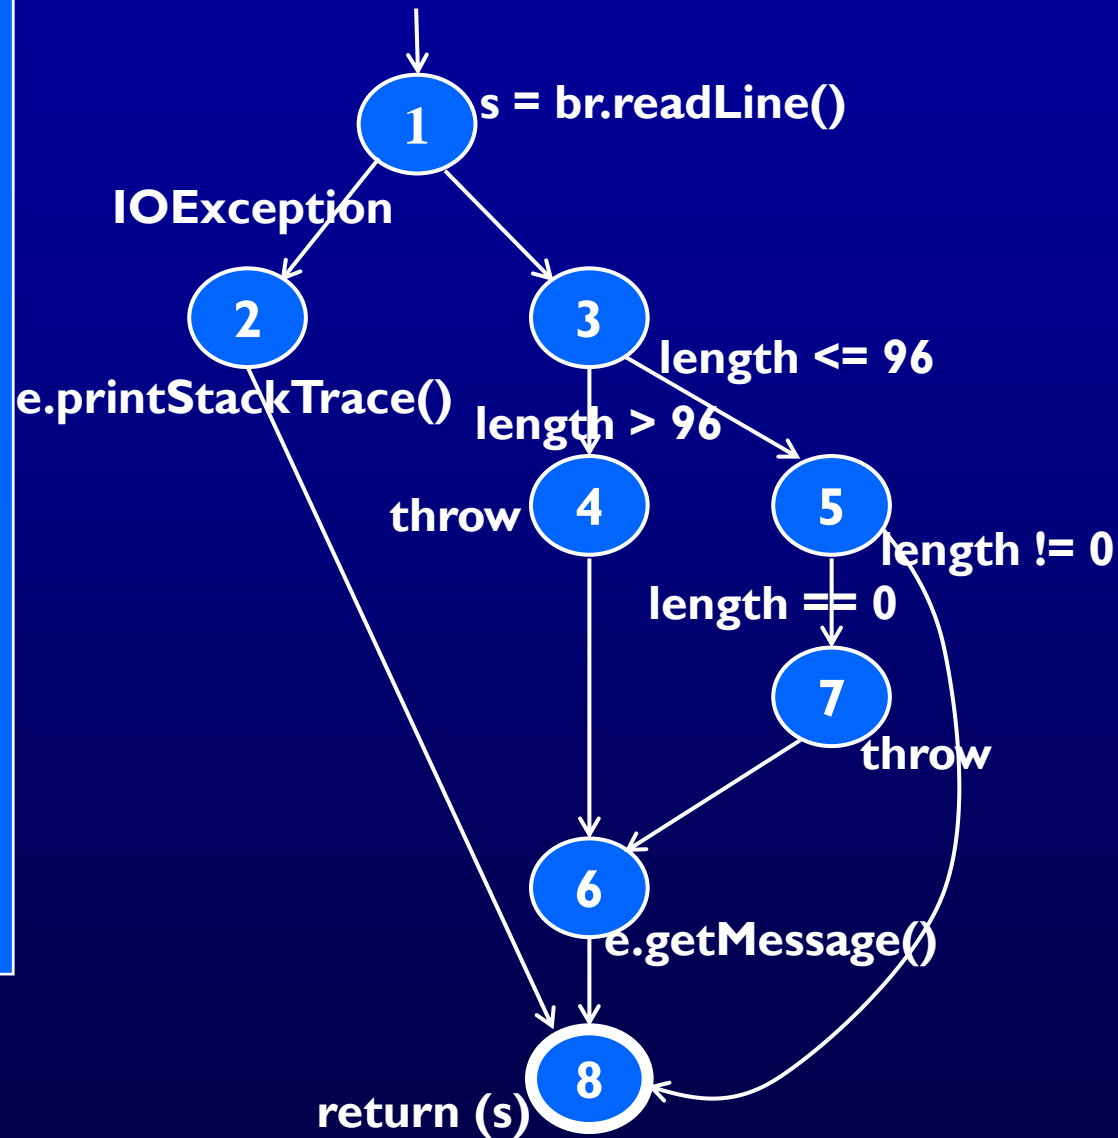 1
s = br.readLine()
IOException
2
3
length <= 96
e.printStackTrace()
length > 96
throw
4
5
length != 0
length == 0
7
throw
6
e.getMessage()
8
return (s)